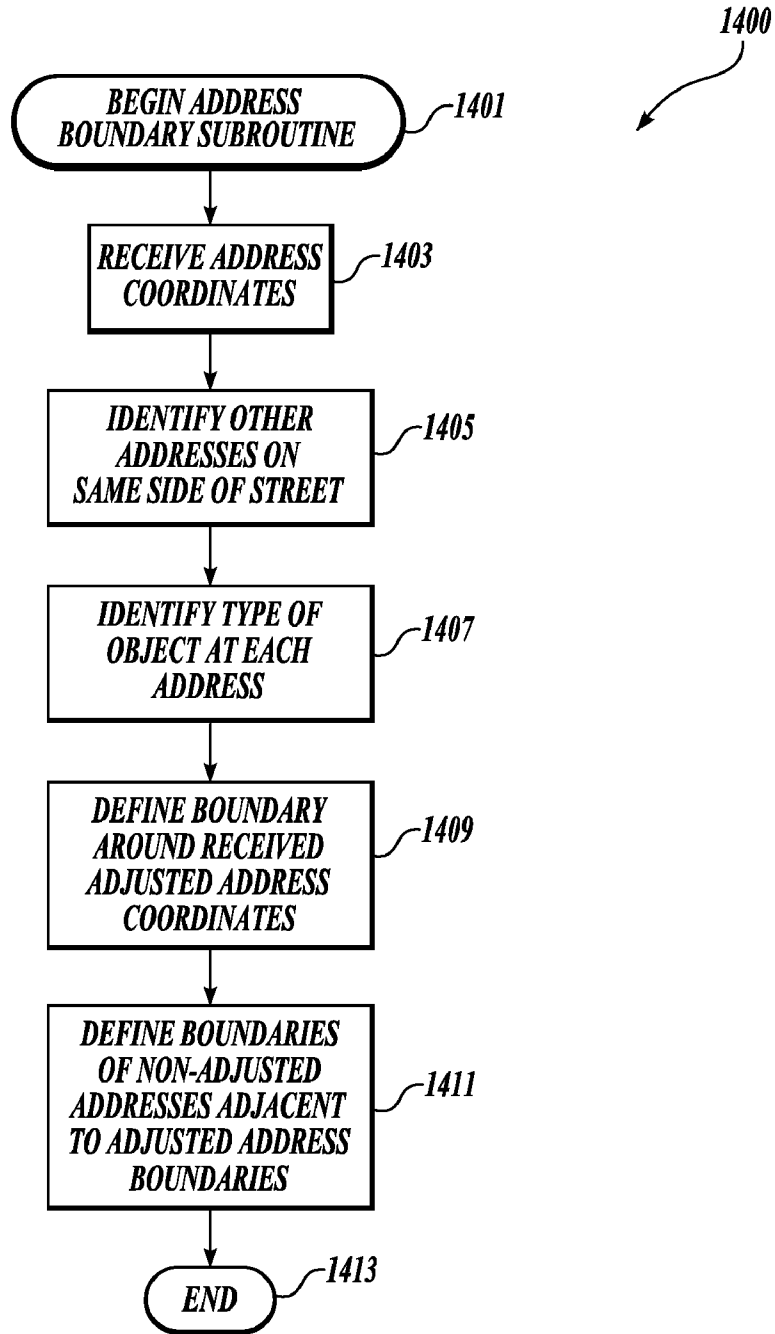 1400
BEGIN ADDRESS
BOUNDARY SUBROUTINE
1401
RECEIVE ADDRESS
COORDINATES
1403
IDENTIFY OTHER
ADDRESSES ON
SAME SIDE OF STREET
1405
IDENTIFY TYPE OF
OBJECT AT EACH
ADDRESS
1407
DEFINE BOUNDARY
AROUND RECEIVED
ADJUSTED ADDRESS
COORDINATES
1409
DEFINE BOUNDARIES
OF NON-ADJUSTED
ADDRESSES ADJACENT
TO ADJUSTED ADDRESS
BOUNDARIES
1411
END
1413